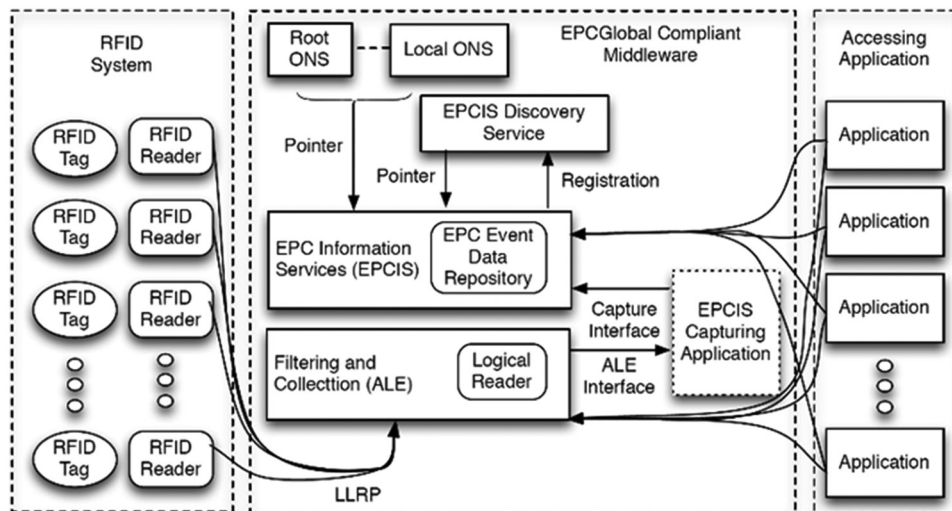 RFID
System
RFID
Tag
RFID
Reader
RFID
Tag
RFID
Reader
RFID
Tag
RFID
Reader
RFID
Tag
RFID
Reader
EPCGlobal Compliant
Middleware
Root
ONS
Local ONS
EPCIS Discovery
Service
Pointer
Pointer
Registration
EPC Information
Services (EPCIS)
EPC Event
Data
Repository
Capture
Interface
EPCIS
Capturing
Application
Filtering and
Collecttion (ALE)
Logical
Reader
ALE
Interface
LLRP
Accessing
Application
Application
Application
Application
Application